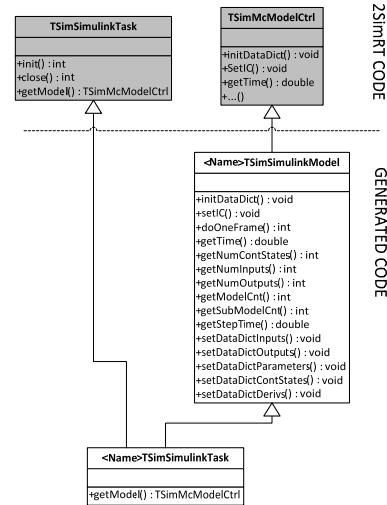 TSimSimulinkTask
+init() : int
+close() : int
+getModel() : TSimMcModelCtrl
TSimMcModelCtrl
+initDataDict() : void
+SetIC() : void
+getTime() : double
+...()
2SimRT CODE
GENERATED CODE
<Name>TSimSimulinkModel
+initDataDict() : void
+setIC() : void
+doOneFrame() : int
+getTime() : double
+getNumContStates() : int
+getNumInputs() : int
+getNumOutputs() : int
+getModelCnt() : int
+getSubModelCnt() : int
+getStepTime() : double
+setDataDictInputs() : void
+setDataDictOutputs() : void
+setDataDictParameters() : void
+setDataDictContStates() : void
+setDataDictDerivs() : void
<Name>TSimSimulinkTask
+getModel() : TSimMcModelCtrl